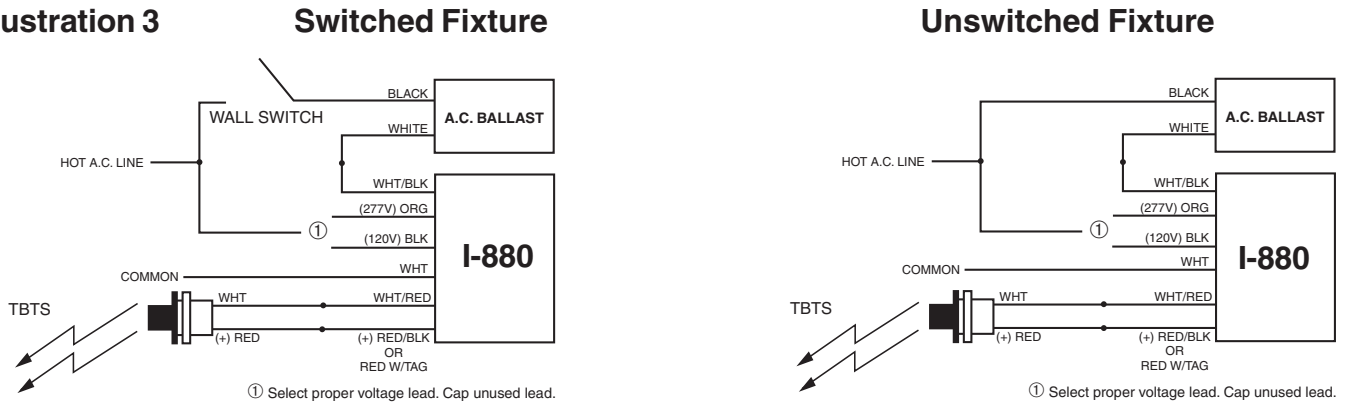 ustration 3
Switched Fixture
BLACK
A.C. BALLAST
WALL SWITCH
WHITE
HOT A.C. LINE
WHT/BLK
(277V) ORG
①
(120V) BLK
I-880
WHT
COMMON
TBTS
WHT
WHT/RED
(+) RED
(+) RED/BLK
OR
RED W/TAG
① Select proper voltage lead. Cap unused lead.
Unswitched Fixture
BLACK
A.C. BALLAST
WHITE
HOT A.C. LINE
WHT/BLK
(277V) ORG
①
(120V) BLK
I-880
WHT
COMMON
TBTS
WHT
WHT/RED
(+) RED
(+) RED/BLK
OR
RED W/TAG
① Select proper voltage lead. Cap unused lead.